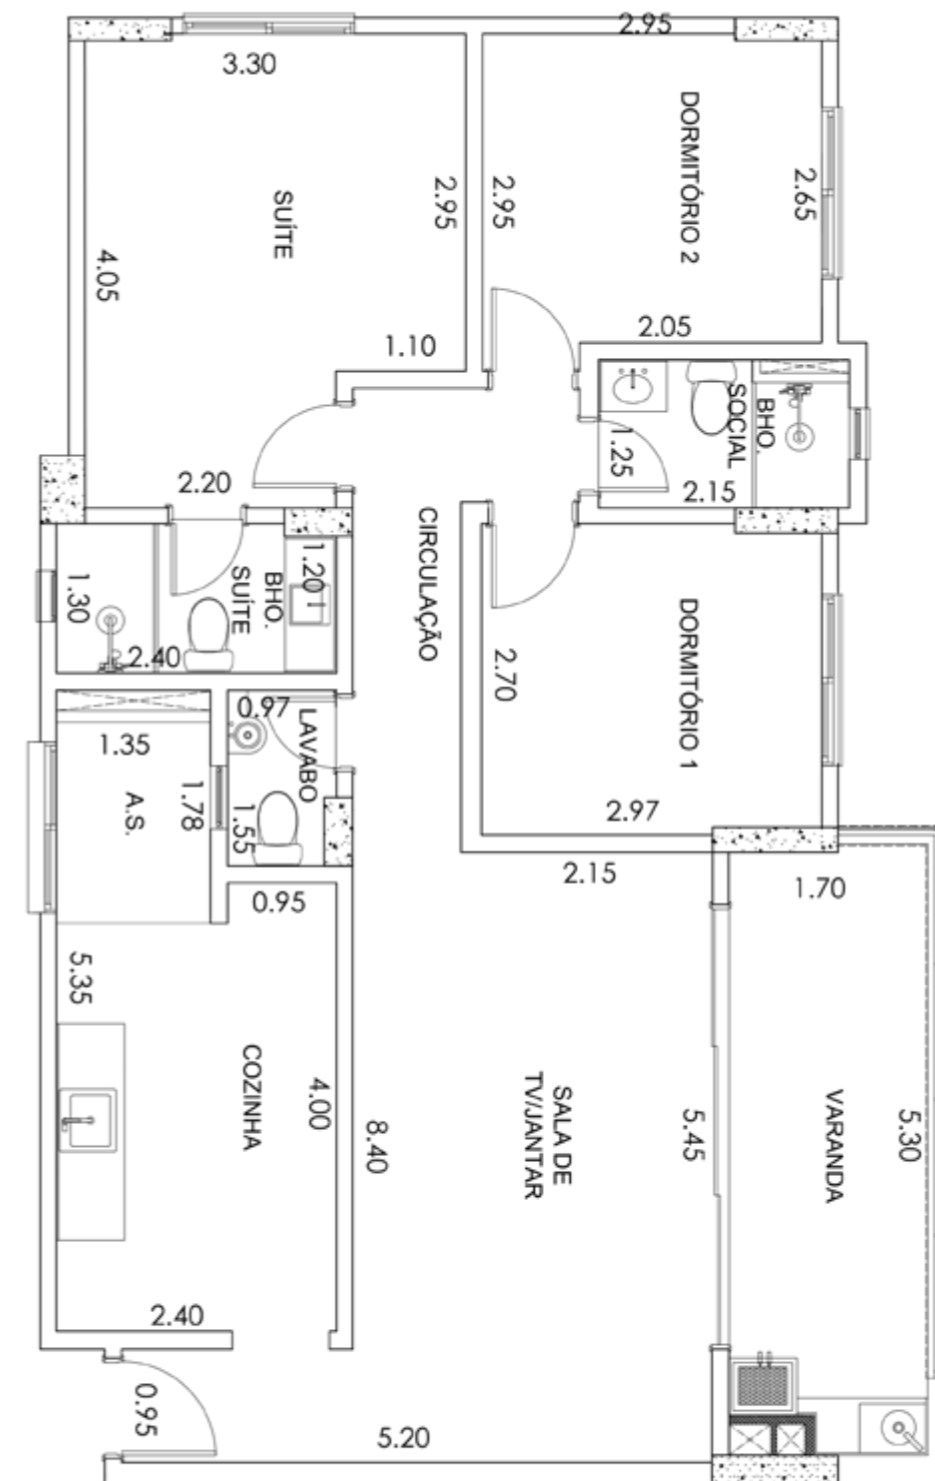 2.95
3.30
DORMITÓRIO 2
2.65
2.95
2.95
SUÍTE
4.05
2.05
1.10
BHO.
SOCIAL
1.25
2.15
2.20
CIRCULAÇÃO
1.20
BHO.
SUÍTE
1.30
2.40
DORMITÓRIO 1
2.70
0.97
LAVABO
1.35
A.S.
1.78
1.55
2.97
2.15
1.70
0.95
5.35
COZINHA
4.00
8.40
SALA DE
TV/JANTAR
5.45
VARANDA
5.30
2.40
0.95
5.20